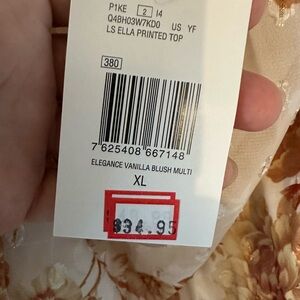 P1KE 2 I4
Q4BH03W7KD0 US YF
LS ELLA PRINTED TOP
380
7 625408 667148
ELEGANCE VANILLA BLUSH MULTI
XL
$34.95